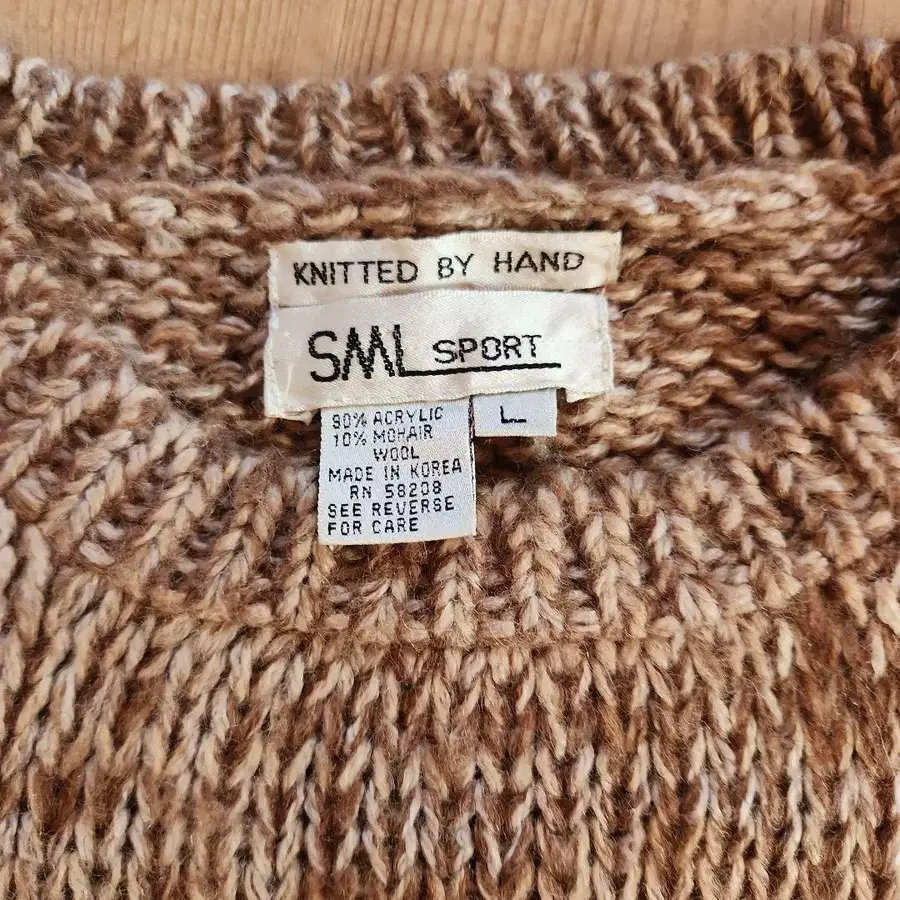 KNITTED BY HAND
SML SPORT
90% ACRYLIC
10% MOHAIR
WOOL
MADE IN KOREA
RN 58208
SEE REVERSE
FOR CARE
L